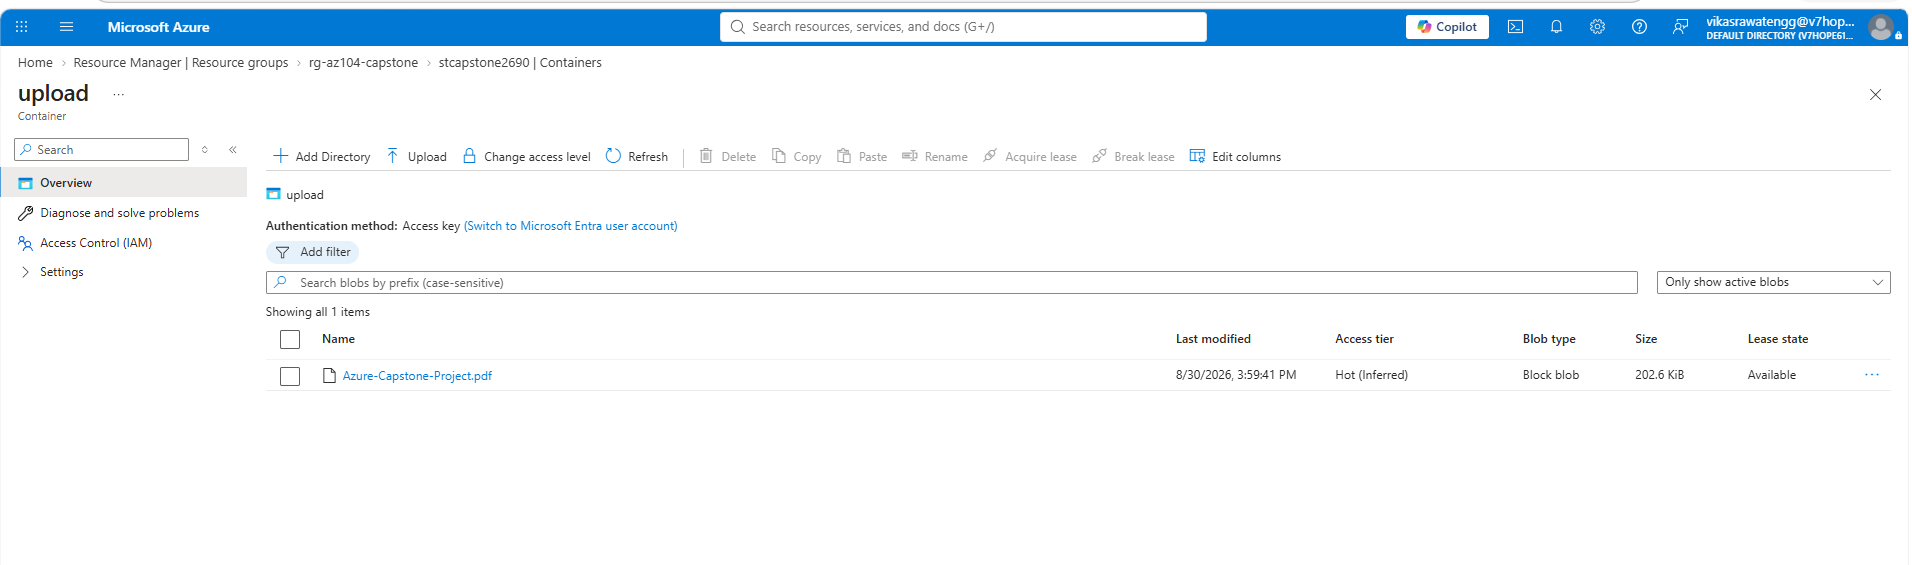 Microsoft Azure
Search resources, services, and docs (G+/)
Copilot
vikasrawatengg@v7hop...
DEFAULT DIRECTORY (V7HOPE61...
Home > Resource Manager | Resource groups > rg-az104-capstone > stcapstone2690 | Containers
upload ...
Container
Search
Overview
Diagnose and solve problems
Access Control (IAM)
Settings
Add Directory Upload Change access level Refresh Delete Copy Paste Rename Acquire lease Break lease Edit columns
upload
Authentication method: Access key (Switch to Microsoft Entra user account)
Add filter
Search blobs by prefix (case-sensitive)
Only show active blobs
Showing all 1 items
Name Last modified Access tier Blob type Size Lease state
Azure-Capstone-Project.pdf 8/30/2026, 3:59:41 PM Hot (Inferred) Block blob 202.6 KiB Available ...